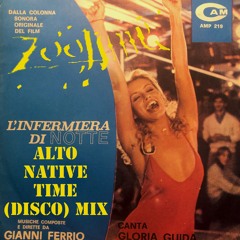 DALLA COLONNA
SONORA
ORIGINALE
DEL FILM
CAM
AMP 219
L'INFERMIERA
DI NOTTE
ALTO
NATIVE
TIME
(DISCO) MIX
MUSICHE COMPOSTE
E DIRETTE DA
GIANNI FERRIO
CANTA
GLORIA GUIDA